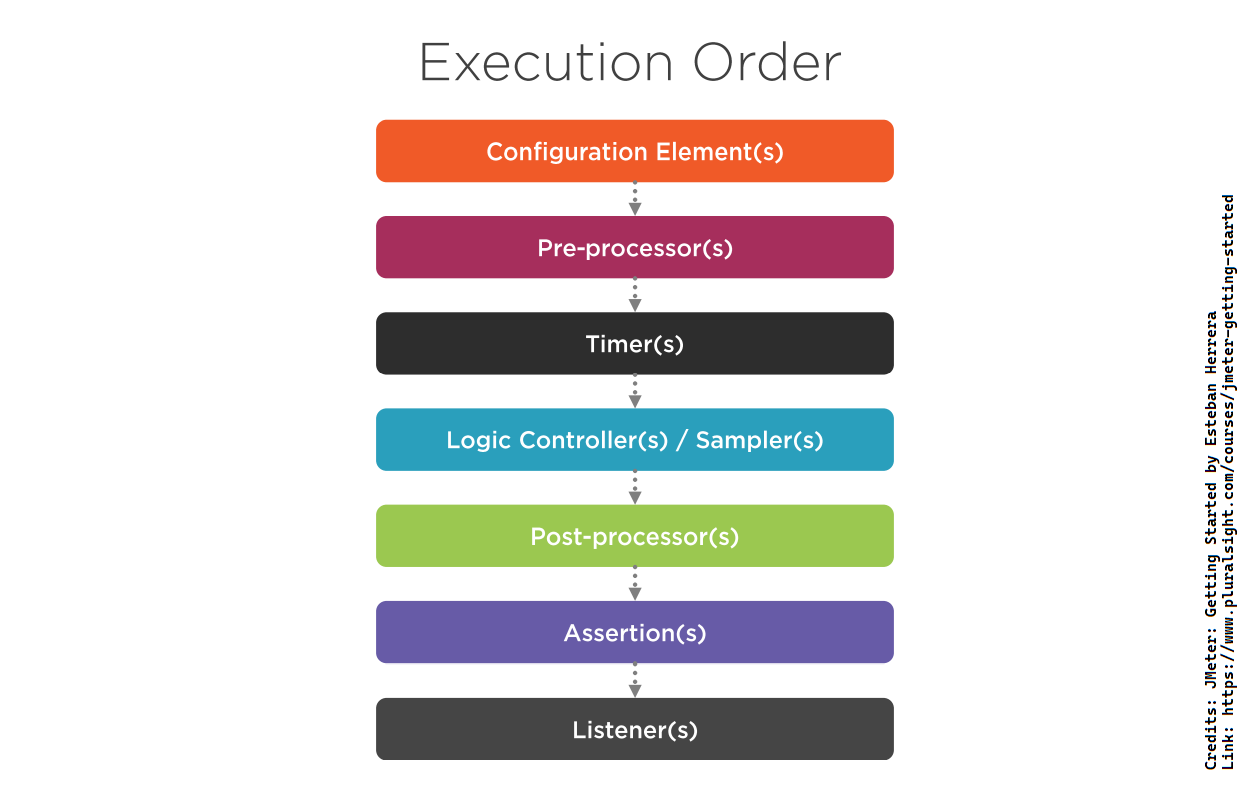 Execution Order
Configuration Element(s)
Pre-processor(s)
Timer(s)
Logic Controller(s) / Sampler(s)
Post-processor(s)
Assertion(s)
Listener(s)
Credits: JMeter: Getting Started by Esteban Herrera
Link: https://www.pluralsight.com/courses/jmeter-getting-started